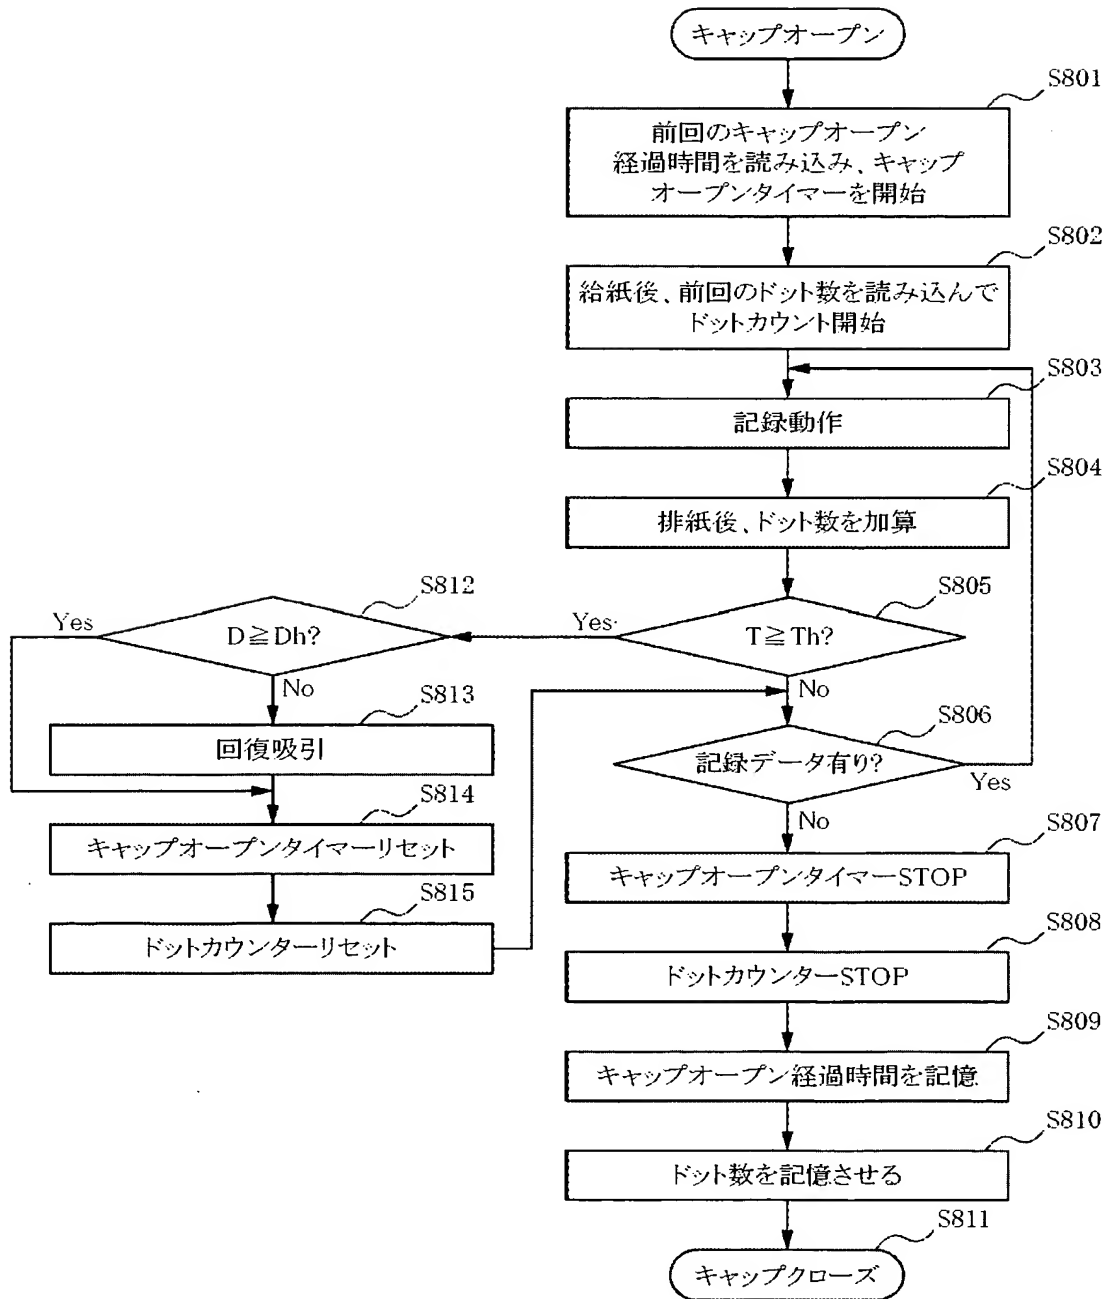 キャップオープン
S801
前回のキャップオープン
経過時間を読み込み、キャップ
オープンタイマーを開始
S802
給紙後、前回のドット数を読み込んで
ドットカウント開始
S803
記録動作
S804
排紙後、ドット数を加算
S805
T≧Th?
Yes
No
S812
D≧Dh?
Yes
No
S813
回復吸引
S814
キャップオープンタイマーリセット
S815
ドットカウンターリセット
S806
記録データ有り?
Yes
No
S807
キャップオープンタイマーSTOP
S808
ドットカウンターSTOP
S809
キャップオープン経過時間を記憶
S810
ドット数を記憶させる
S811
キャップクローズ